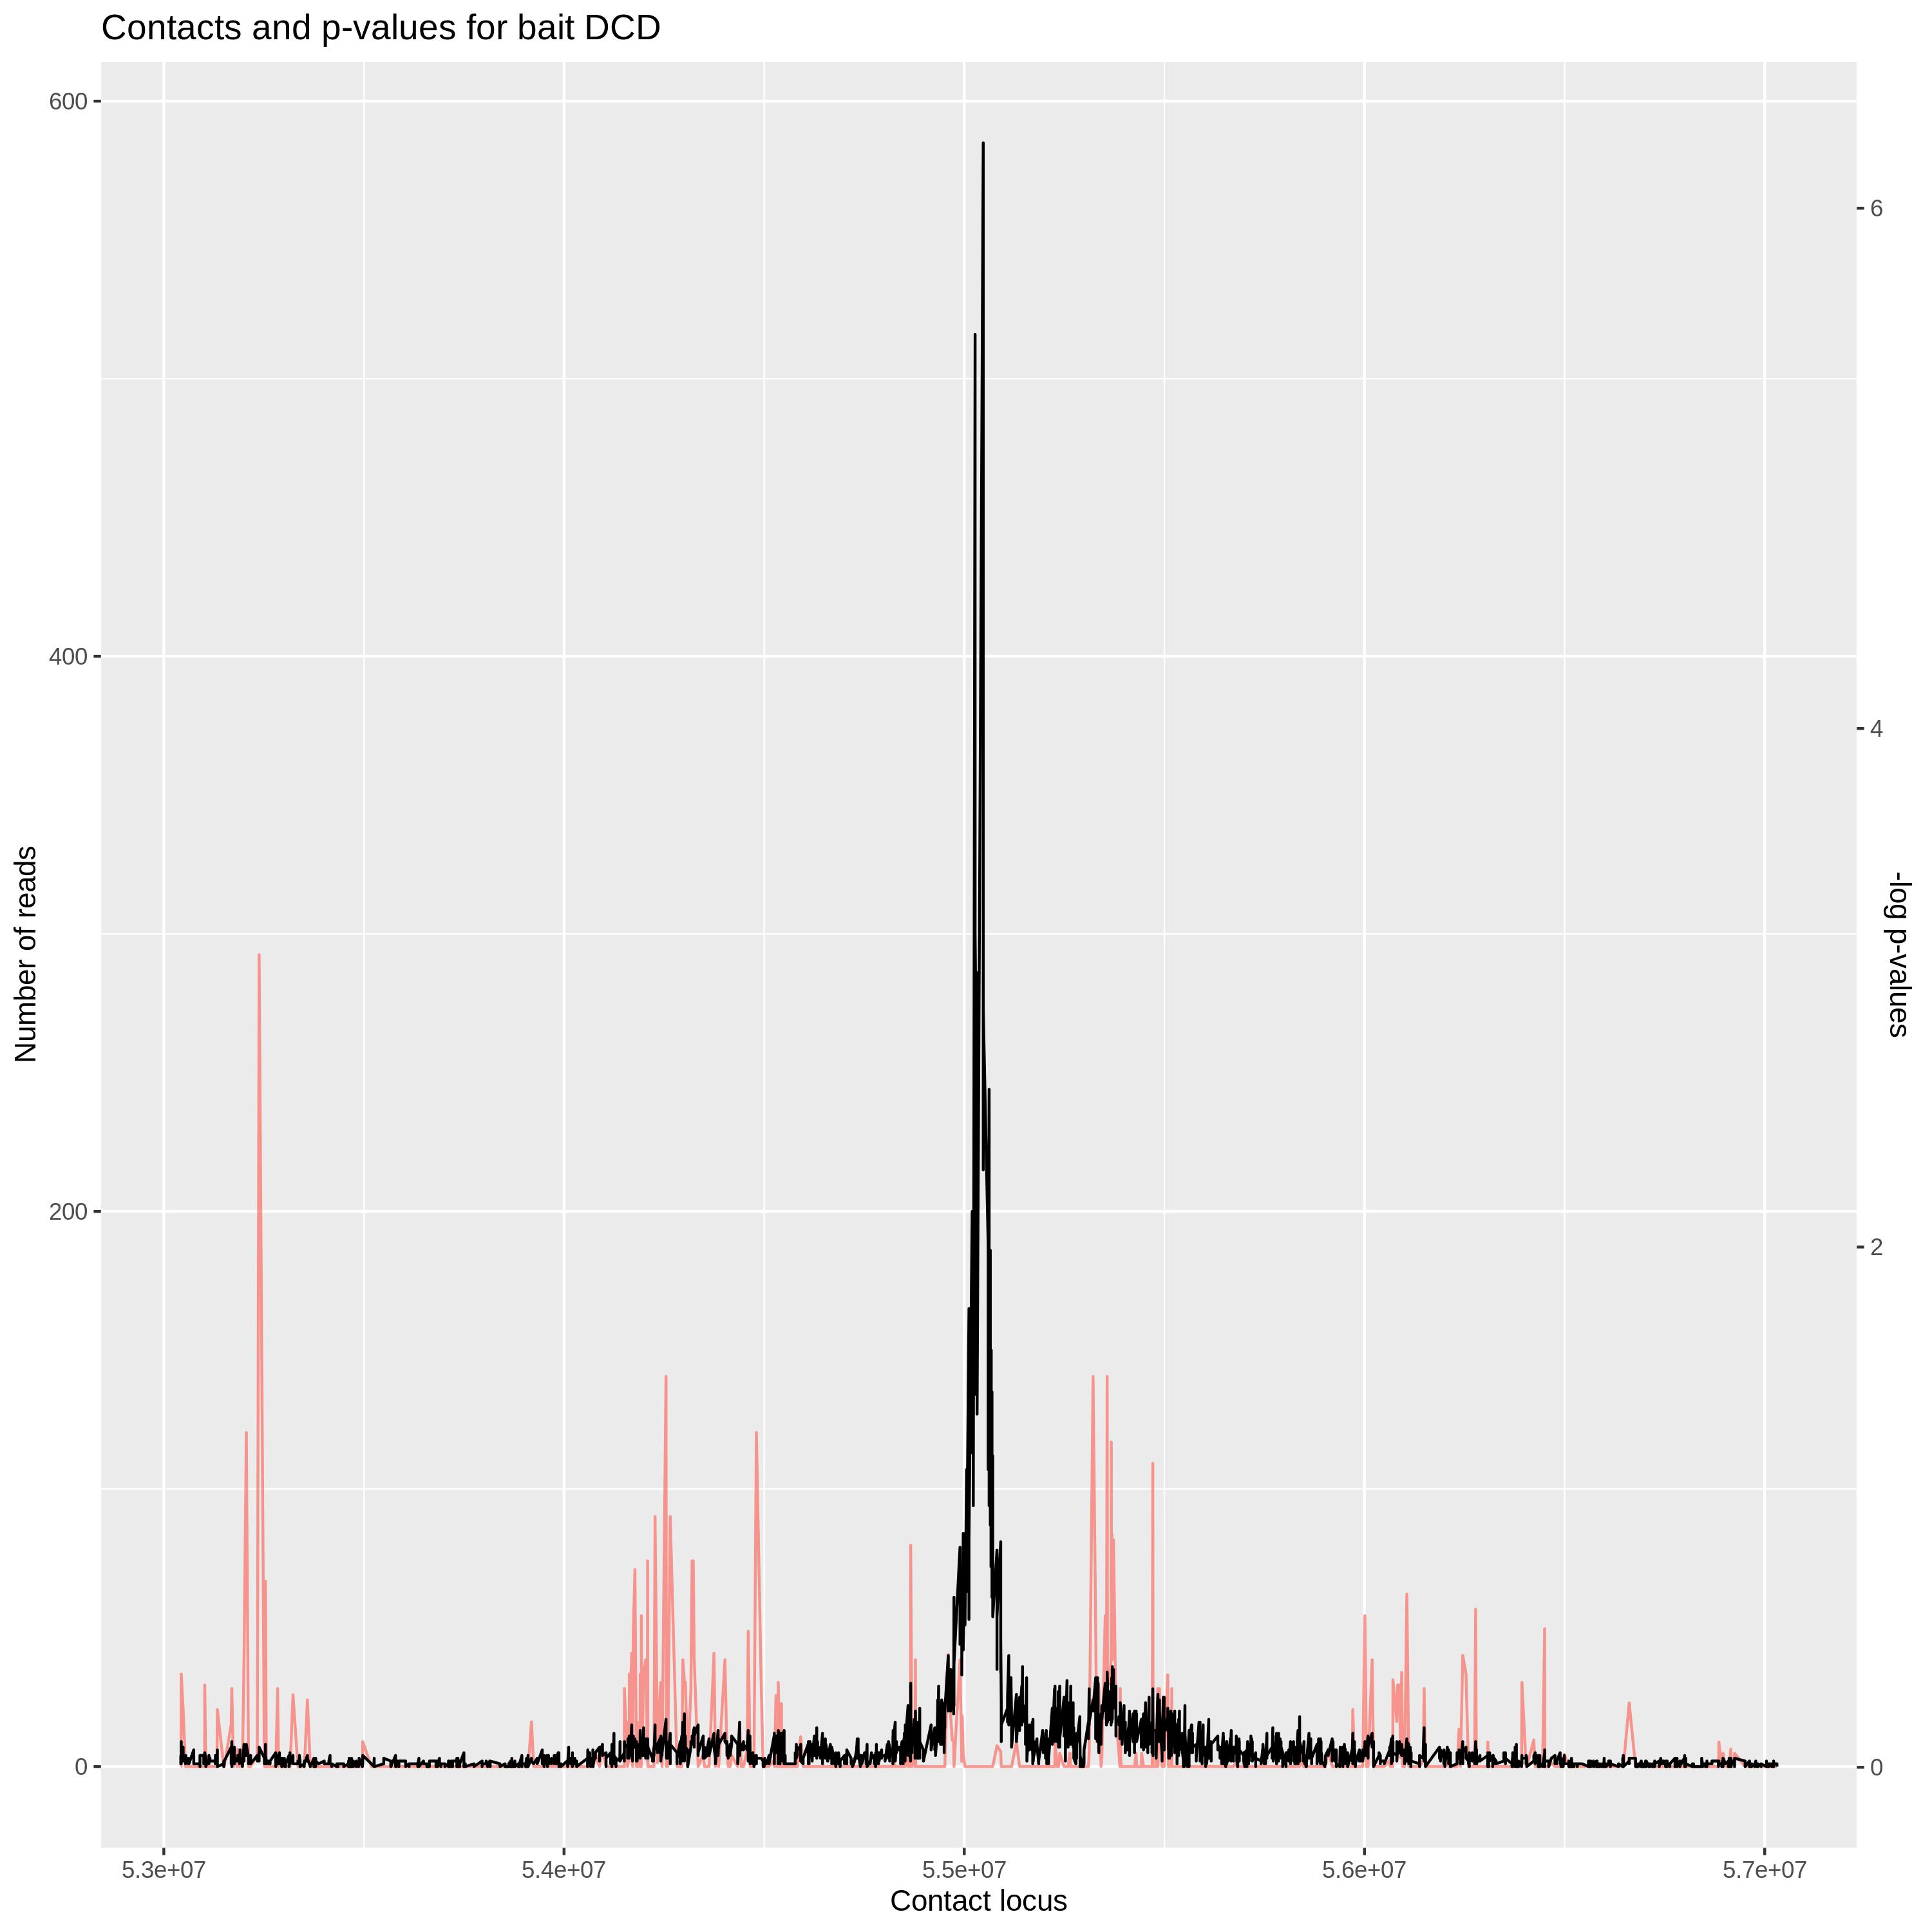 Contacts and p-values for bait DCD
600
400
200
0
Number of reads
6
4
2
0
-log p-values
5.3e+07
5.4e+07
5.5e+07
5.6e+07
5.7e+07
Contact locus